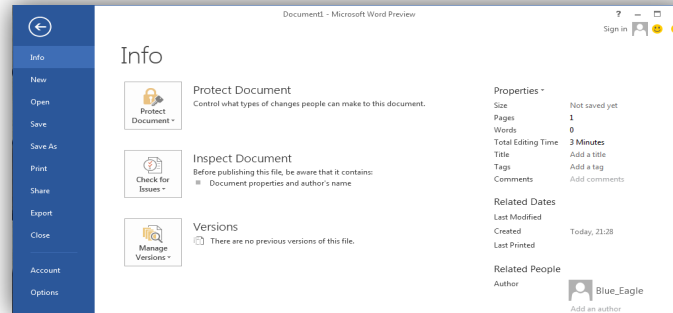 Document1 - Microsoft Word Preview
?
Sign in
Info
New
Open
Save
Save As
Print
Share
Export
Close
Account
Options
Info
Protect Document
Protect Document
Control what types of changes people can make to this document.
Check for Issues
Inspect Document
Before publishing this file, be aware that it contains:
Document properties and author's name
Manage Versions
Versions
There are no previous versions of this file.
Properties
Size Not saved yet
Pages 1
Words 0
Total Editing Time 3 Minutes
Title Add a title
Tags Add a tag
Comments Add comments
Related Dates
Last Modified
Created Today, 21:28
Last Printed
Related People
Author Blue_Eagle
Add an author